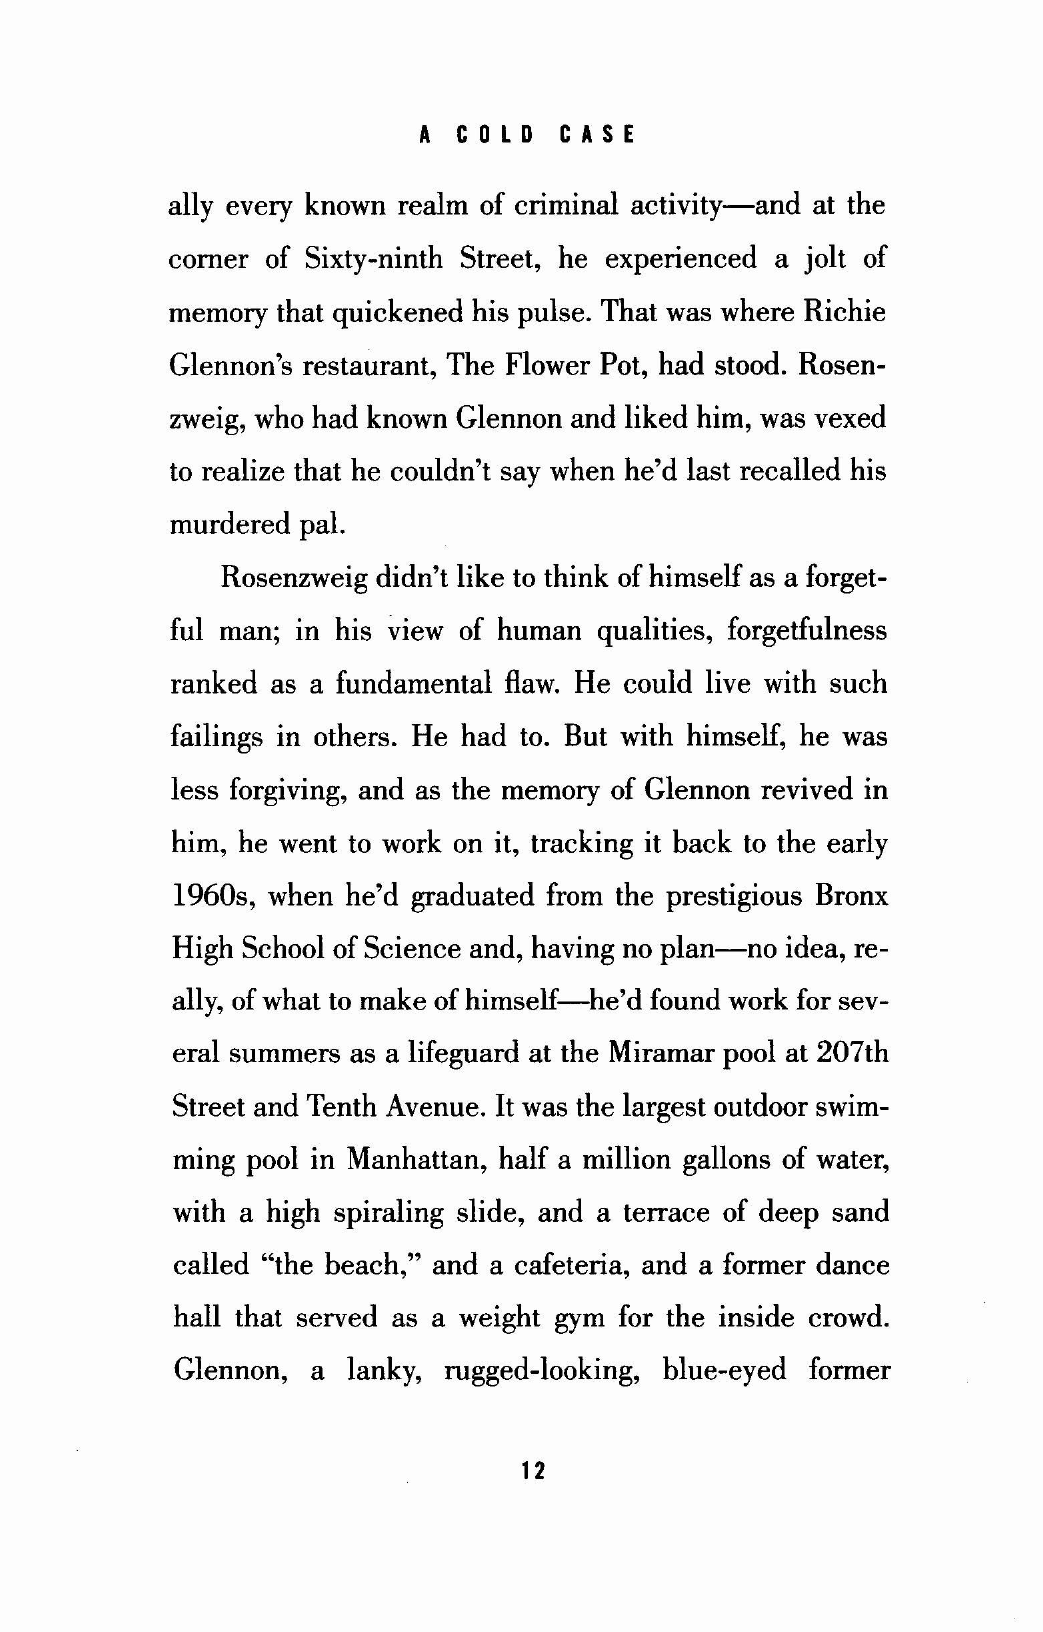 A COLD CASE
ally every known realm of criminal activity—and at the
corner of Sixty-ninth Street, he experienced a jolt of
memory that quickened his pulse. That was where Richie
Glennon's restaurant, The Flower Pot, had stood. Rosen-
zweig, who had known Glennon and liked him, was vexed
to realize that he couldn't say when he'd last recalled his
murdered pal.
Rosenzweig didn't like to think of himself as a forget-
ful man; in his view of human qualities, forgetfulness
ranked as a fundamental flaw. He could live with such
failings in others. He had to. But with himself, he was
less forgiving, and as the memory of Glennon revived in
him, he went to work on it, tracking it back to the early
1960s, when he'd graduated from the prestigious Bronx
High School of Science and, having no plan—no idea, re-
ally, of what to make of himself—he'd found work for sev-
eral summers as a lifeguard at the Miramar pool at 207th
Street and Tenth Avenue. It was the largest outdoor swim-
ming pool in Manhattan, half a million gallons of water,
with a high spiraling slide, and a terrace of deep sand
called “the beach,” and a cafeteria, and a former dance
hall that served as a weight gym for the inside crowd.
Glennon, a lanky, rugged-looking, blue-eyed former
12